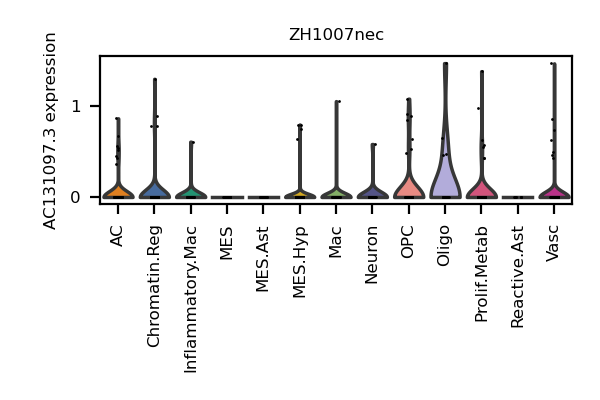 ZH1007nec
AC131097.3 expression
1
0
AC
Chromatin.Reg
Inflammatory.Mac
MES
MES.Ast
MES.Hyp
Mac
Neuron
OPC
Oligo
Prolif.Metab
Reactive.Ast
Vasc